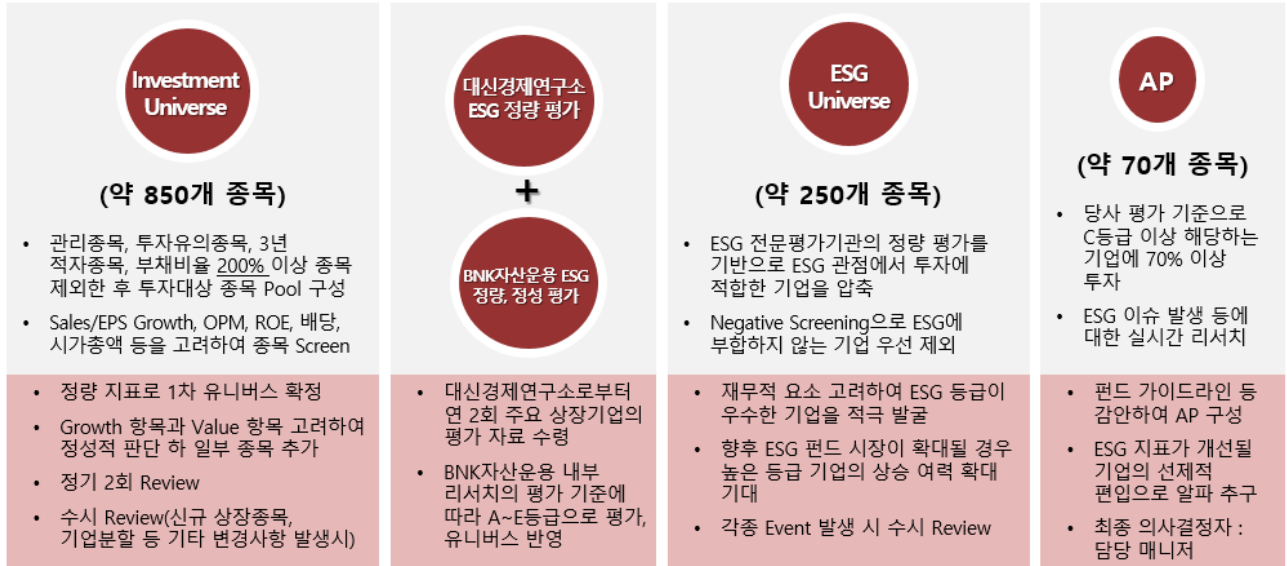 Investment
Universe
(약 850개 종목)
• 관리종목, 투자유의종목, 3년
적자종목, 부채비율 200% 이상 종목
제외한 후 투자대상 종목 Pool 구성
• Sales/EPS Growth, OPM, ROE, 배당,
시가총액 등을 고려하여 종목 Screen
• 정량 지표로 1차 유니버스 확정
• Growth 항목과 Value 항목 고려하여
정성적 판단 하 일부 종목 추가
• 정기 2회 Review
• 수시 Review(신규 상장종목,
기업분할 등 기타 변경사항 발생시)
대신경제연구소
ESG 정량 평가
+
BNK자산운용 ESG
정량, 정성 평가
• 대신경제연구소로부터
연 2회 주요 상장기업의
평가 자료 수령
• BNK자산운용 내부
리서치의 평가 기준에
따라 A~E등급으로 평가,
유니버스 반영
ESG
Universe
(약 250개 종목)
• ESG 전문평가기관의 정량 평가를
기반으로 ESG 관점에서 투자에
적합한 기업을 압축
• Negative Screening으로 ESG에
부합하지 않는 기업 우선 제외
• 재무적 요소 고려하여 ESG 등급이
우수한 기업을 적극 발굴
• 향후 ESG 펀드 시장이 확대될 경우
높은 등급 기업의 상승 여력 확대
기대
• 각종 Event 발생 시 수시 Review
AP
(약 70개 종목)
• 당사 평가 기준으로
C등급 이상 해당하는
기업에 70% 이상
투자
• ESG 이슈 발생 등에
대한 실시간 리서치
• 펀드 가이드라인 등
감안하여 AP 구성
• ESG 지표가 개선될
기업의 선제적
편입으로 알파 추구
• 최종 의사결정자 :
담당 매니저